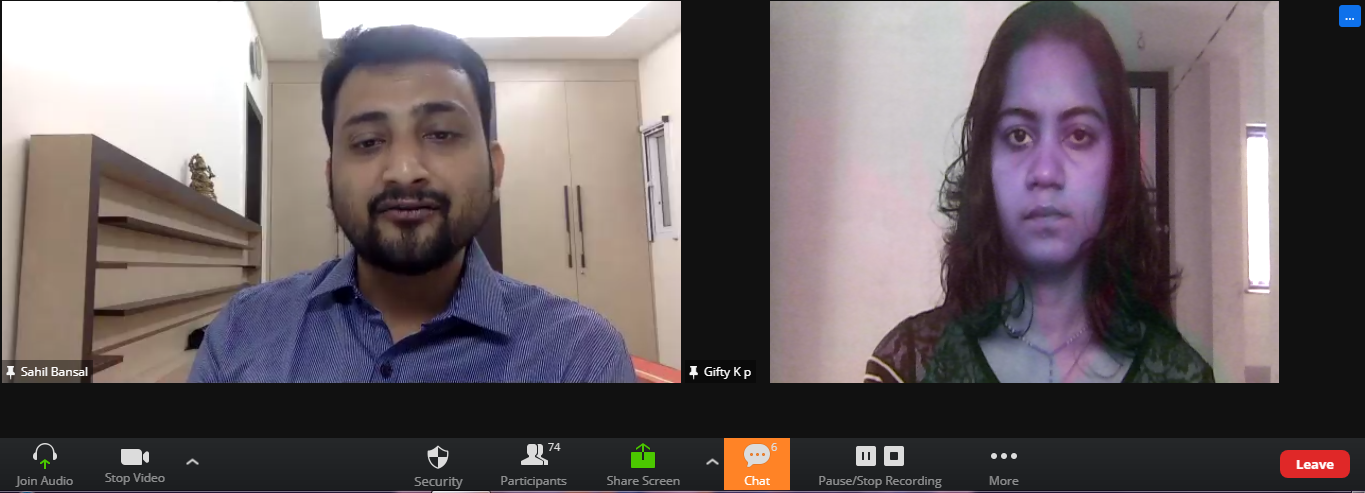 ...
Sahil Bansal
Gifty K p
Join Audio
Stop Video
Security
74
Participants
Share Screen
6
Chat
Pause/Stop Recording
More
Leave